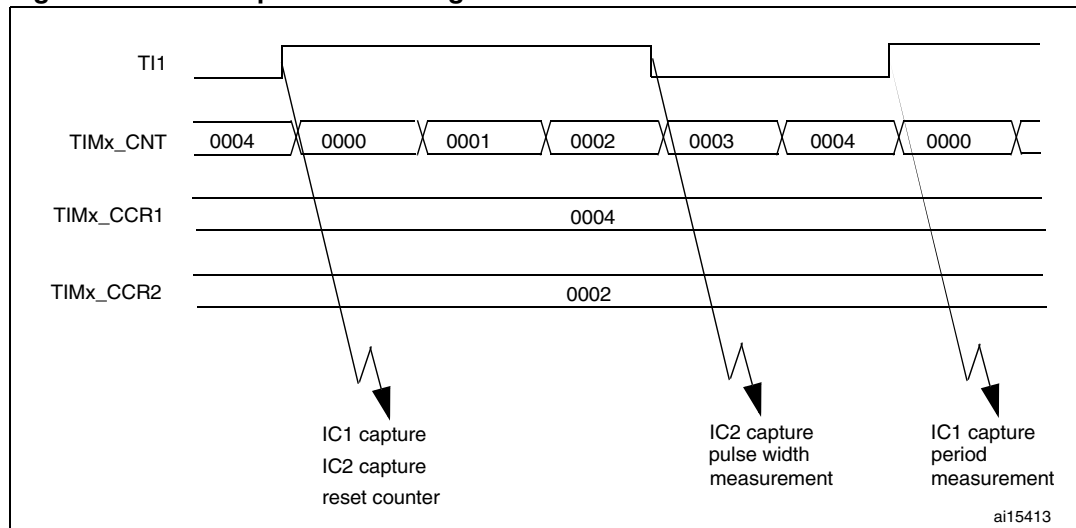 TI1
TIMx_CNT 0004 0000 0001 0002 0003 0004 0000
TIMx_CCR1 0004
TIMx_CCR2 0002
IC1 capture
IC2 capture
reset counter
IC2 capture
pulse width
measurement
IC1 capture
period
measurement
ai15413